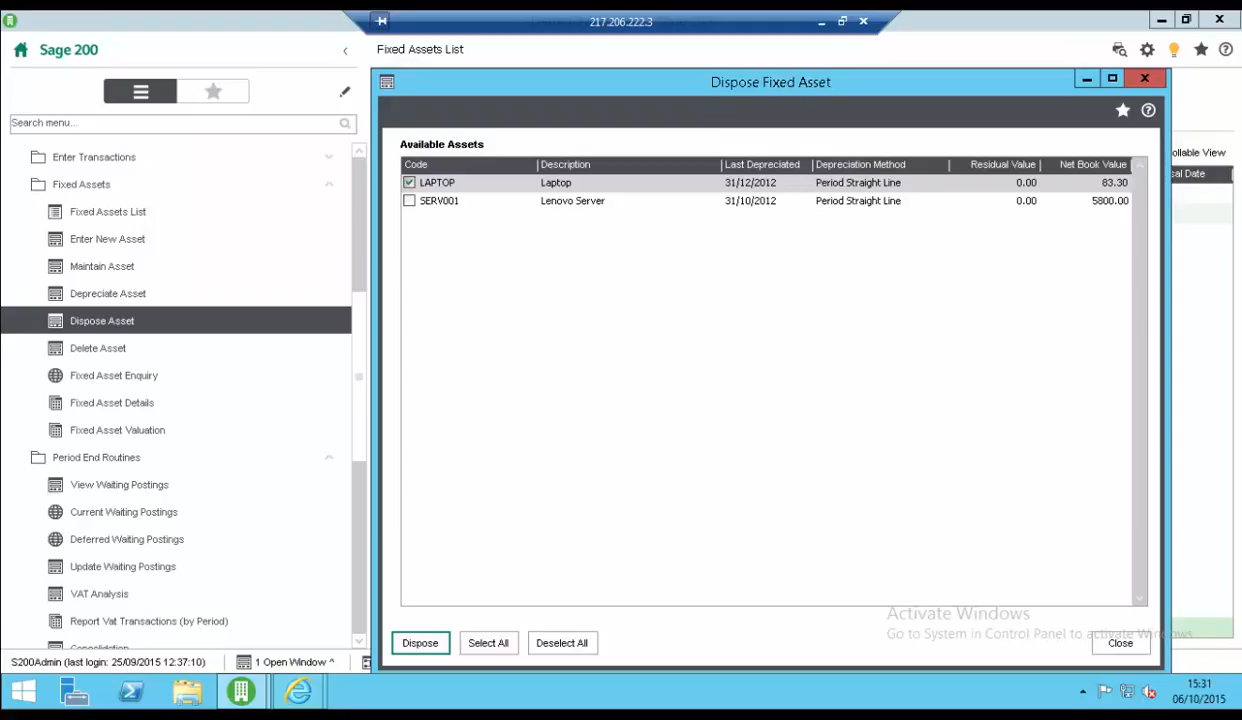 217.206.222.3
Sage 200
Fixed Assets List
Dispose Fixed Asset
Search menu...
Enter Transactions
Fixed Assets
Fixed Assets List
Enter New Asset
Maintain Asset
Depreciate Asset
Dispose Asset
Delete Asset
Fixed Asset Enquiry
Fixed Asset Details
Fixed Asset Valuation
Period End Routines
View Waiting Postings
Current Waiting Postings
Deferred Waiting Postings
Update Waiting Postings
VAT Analysis
Report Vat Transactions (by Period)
Consolidation
Available Assets
Code Description Last Depreciated Depreciation Method Residual Value Net Book Value
LAPTOP Laptop 31/12/2012 Period Straight Line 0.00 83.30
SERV001 Lenovo Server 31/10/2012 Period Straight Line 0.00 5800.00
ollable View
sal Date
Activate Windows
Go to System in Control Panel to activate Windows.
Dispose Select All Deselect All Close
S200Admin (last login: 25/09/2015 12:37:10) 1 Open Window ^
15:31
06/10/2015